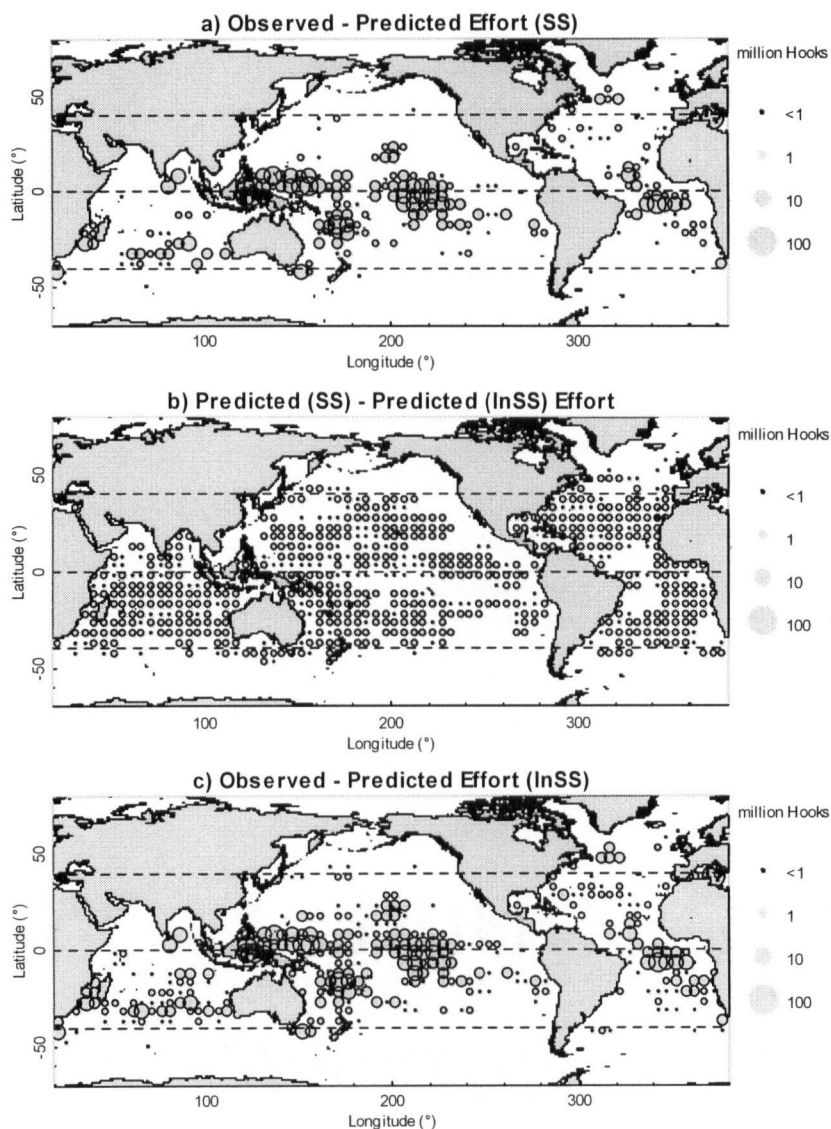 a) Observed - Predicted Effort (SS)
million Hooks
<1
1
10
100
50
0
-50
Latitude (°)
100
200
300
Longitude (°)
b) Predicted (SS) - Predicted (lnSS) Effort
million Hooks
<1
1
10
100
50
0
-50
Latitude (°)
100
200
300
Longitude (°)
c) Observed - Predicted Effort (lnSS)
million Hooks
<1
1
10
100
50
0
-50
Latitude (°)
100
200
300
Longitude (°)